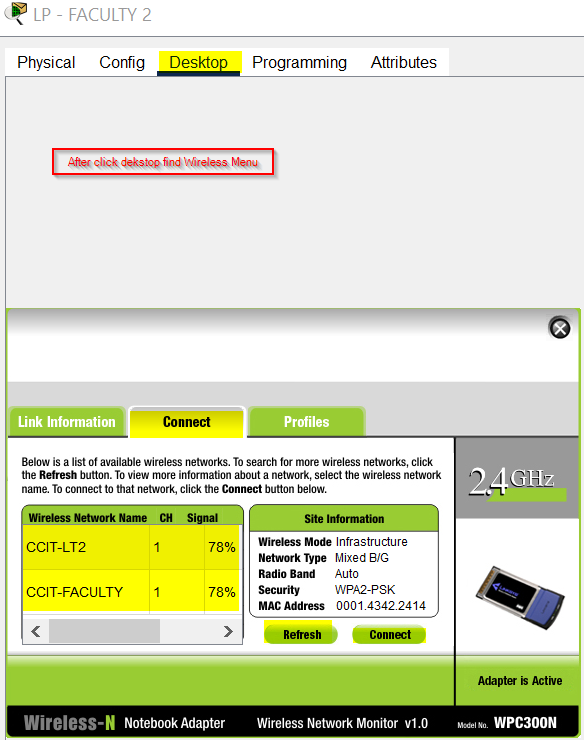 LP - FACULTY 2
Physical Config Desktop Programming Attributes
After click dekstop find Wireless Menu
Link Information Connect Profiles
Below is a list of available wireless networks. To search for more wireless networks, click
the Refresh button. To view more information about a network, select the wireless network
name. To connect to that network, click the Connect button below.
2.4GHz
Wireless Network Name CH Signal
CCIT-LT2 1 78%
CCIT-FACULTY 1 78%
Site Information
Wireless Mode Infrastructure
Network Type Mixed B/G
Radio Band Auto
Security WPA2-PSK
MAC Address 0001.4342.2414
Refresh Connect
Adapter is Active
Wireless-N Notebook Adapter Wireless Network Monitor v1.0 Model No. WPC300N